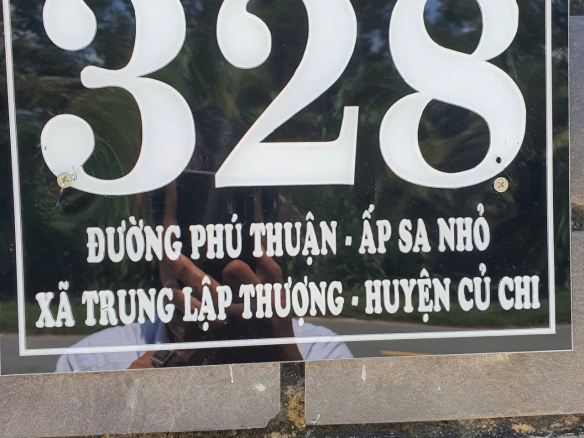 328
ĐƯỜNG PHÚ THUẬN - ẤP SA NHỎ
XÃ TRUNG LẬP THƯỢNG - HUYỆN CỦ CHI